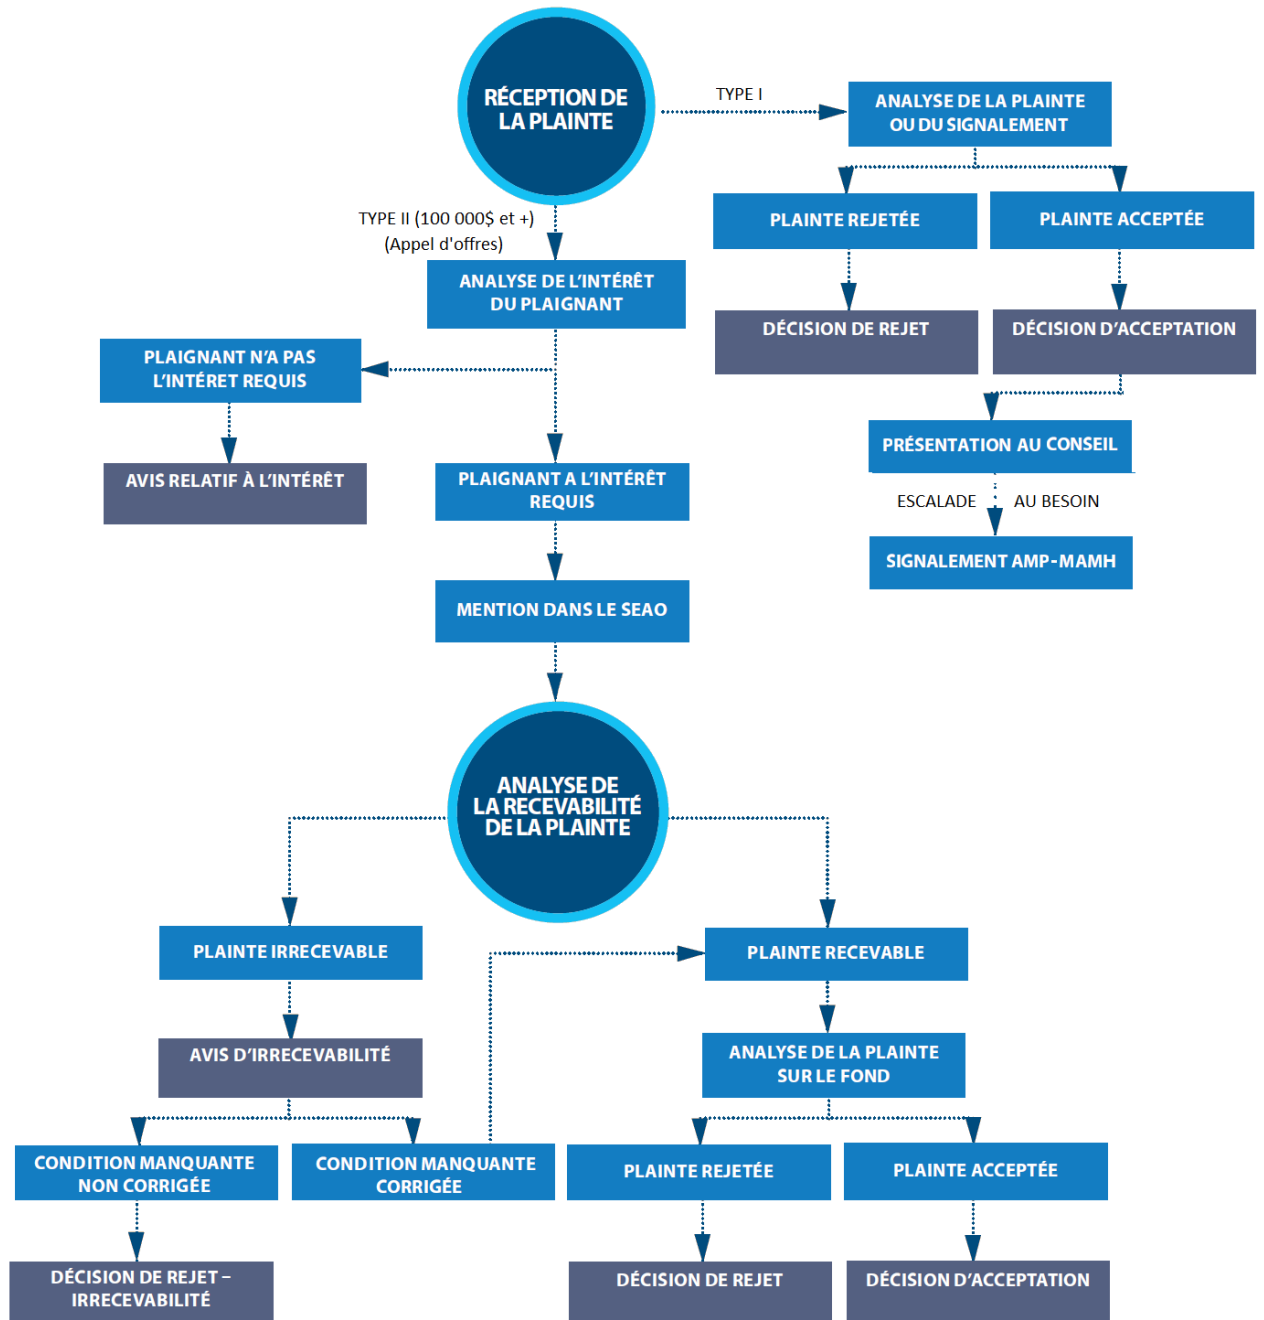 RÉCEPTION DE
LA PLAINTE
TYPE I
ANALYSE DE LA PLAINTE
OU DU SIGNALEMENT
PLAINTE REJETÉE
PLAINTE ACCEPTÉE
DÉCISION DE REJET
DÉCISION D’ACCEPTATION
PRÉSENTATION AU CONSEIL
ESCALADE AU BESOIN
SIGNALEMENT AMP-MAMH
TYPE II (100 000$ et +)
(Appel d'offres)
ANALYSE DE L’INTÉRÊT
DU PLAIGNANT
PLAIGNANT N’A PAS
L’INTÉRET REQUIS
AVIS RELATIF À L’INTÉRÊT
PLAIGNANT A L’INTÉRÊT
REQUIS
MENTION DANS LE SEAO
ANALYSE DE
LA RECEVABILITÉ
DE LA PLAINTE
PLAINTE IRRECEVABLE
AVIS D’IRRECEVABILITÉ
CONDITION MANQUANTE
NON CORRIGÉE
CONDITION MANQUANTE
CORRIGÉE
DÉCISION DE REJET –
IRRECEVABILITÉ
PLAINTE RECEVABLE
ANALYSE DE LA PLAINTE
SUR LE FOND
PLAINTE REJETÉE
PLAINTE ACCEPTÉE
DÉCISION DE REJET
DÉCISION D’ACCEPTATION